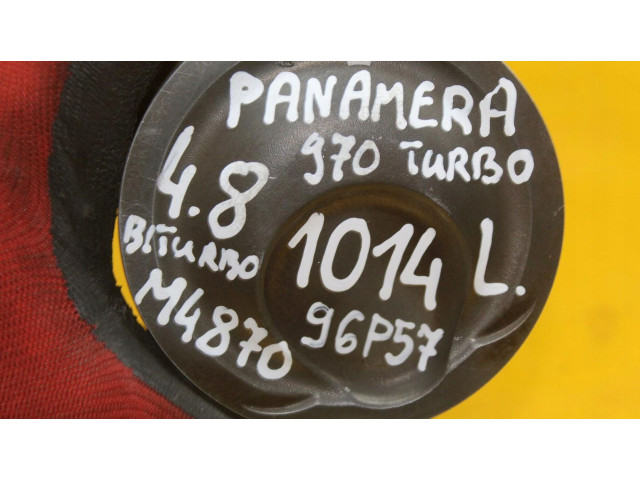 PANAMERA
970 TURBO
4.8
BITURBO
1014 L.
M4870
96P57